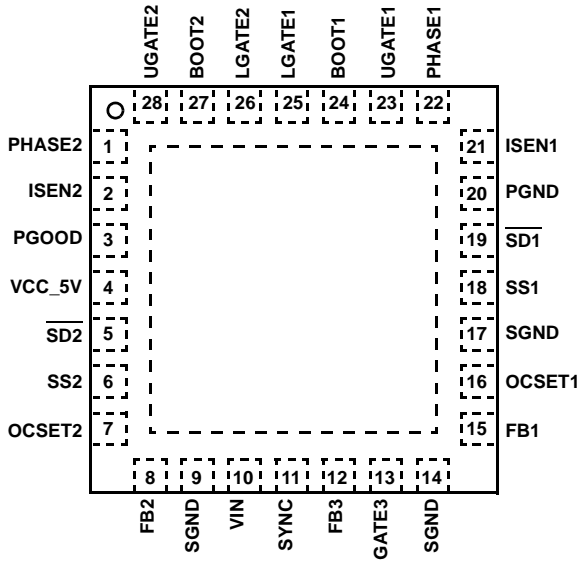 UGATE2
BOOT2
LGATE2
LGATE1
BOOT1
UGATE1
PHASE1
28 27 26 25 24 23 22
PHASE2 1
21 ISEN1
ISEN2 2
20 PGND
PGOOD 3
19 SD1
VCC_5V 4
18 SS1
SD2 5
17 SGND
SS2 6
16 OCSET1
OCSET2 7
15 FB1
8 9 10 11 12 13 14
FB2
SGND
VIN
SYNC
FB3
GATE3
SGND